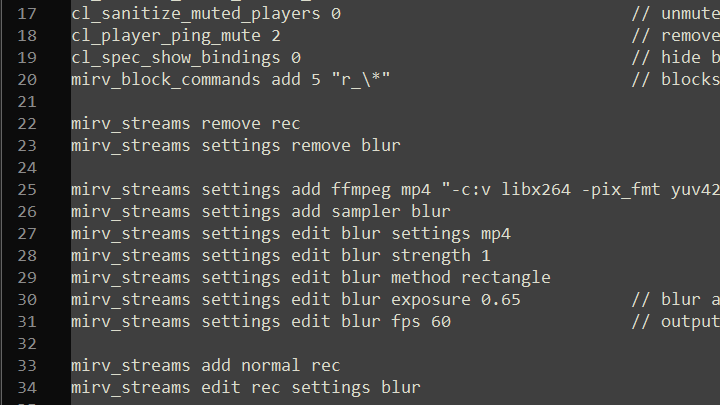 17 cl_sanitize_muted_players 0 // unmute
18 cl_player_ping_mute 2 // remove
19 cl_spec_show_bindings 0 // hide b
20 mirv_block_commands add 5 "r_\*" // blocks
21
22 mirv_streams remove rec
23 mirv_streams settings remove blur
24
25 mirv_streams settings add ffmpeg mp4 "-c:v libx264 -pix_fmt yuv42
26 mirv_streams settings add sampler blur
27 mirv_streams settings edit blur settings mp4
28 mirv_streams settings edit blur strength 1
29 mirv_streams settings edit blur method rectangle
30 mirv_streams settings edit blur exposure 0.65 // blur a
31 mirv_streams settings edit blur fps 60 // output
32
33 mirv_streams add normal rec
34 mirv_streams edit rec settings blur